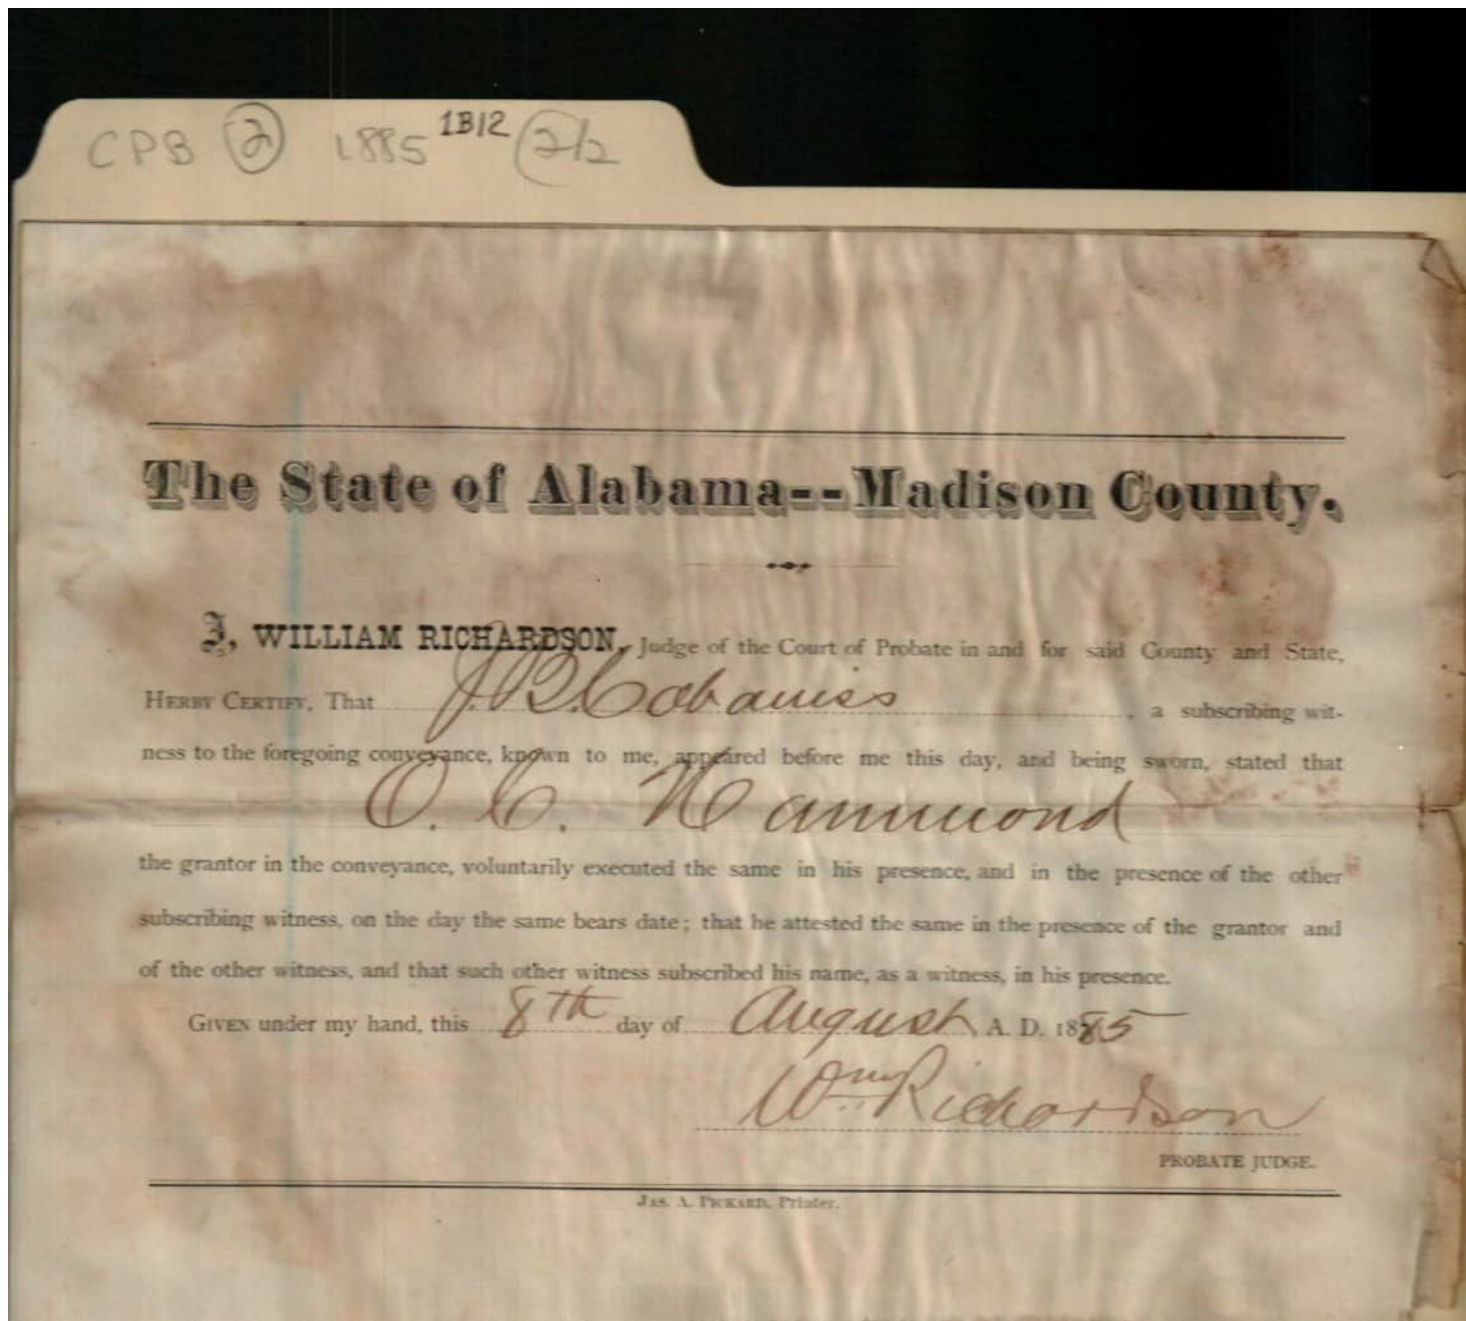 CPB 2 1885 1B12 2/2
The State of Alabama--Madison County.
I, WILLIAM RICHARDSON, Judge of the Court of Probate in and for said County and State,
HERBY CERTIFY, That J. B. Cabaniss, a subscribing wit-
ness to the foregoing conveyance, known to me, appeared before me this day, and being sworn, stated that
O. C. Hammond
the grantor in the conveyance, voluntarily executed the same in his presence, and in the presence of the other
subscribing witness, on the day the same bears date; that he attested the same in the presence of the grantor and
of the other witness, and that such other witness subscribed his name, as a witness, in his presence.
GIVEN under my hand, this 8th day of August A. D. 1885
Wm Richardson
PROBATE JUDGE.
JAS. A. PICKARD, Printer.